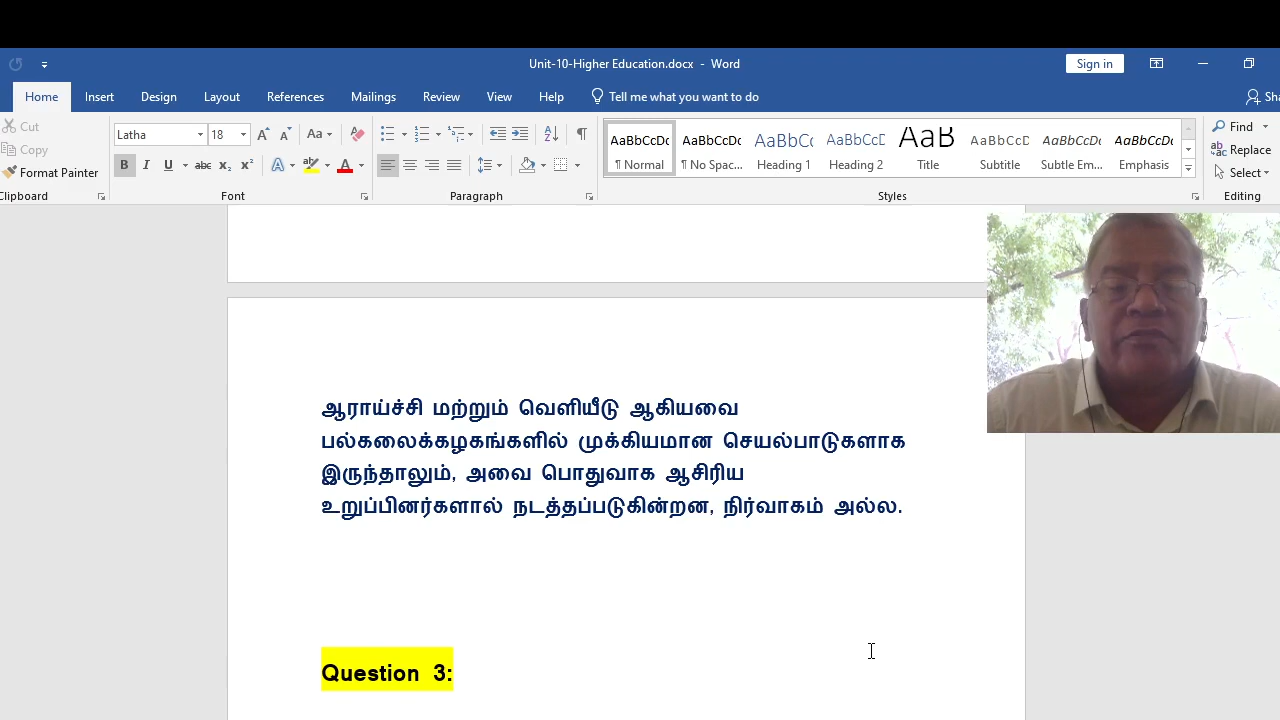 Unit-10-Higher Education.docx - Word
Sign in
Home Insert Design Layout References Mailings Review View Help Tell me what you want to do
Cut
Copy
Format Painter
Latha 18
Aa
B I U abc
AaBbCcDc AaBbCcDc AaBbC AaBbCcD AaB AaBbCcD AaBbCcDc AaBbCcDc
¶ Normal ¶ No Spac... Heading 1 Heading 2 Title Subtitle Subtle Em... Emphasis
Find
Replace
Select
Clipboard Font Paragraph Styles Editing
ஆராய்ச்சி மற்றும் வெளியீடு ஆகியவை
பல்கலைக்கழகங்களில் முக்கியமான செயல்பாடுகளாக
இருந்தாலும், அவை பொதுவாக ஆசிரிய
உறுப்பினர்களால் நடத்தப்படுகின்றன, நிர்வாகம் அல்ல.
Question 3: